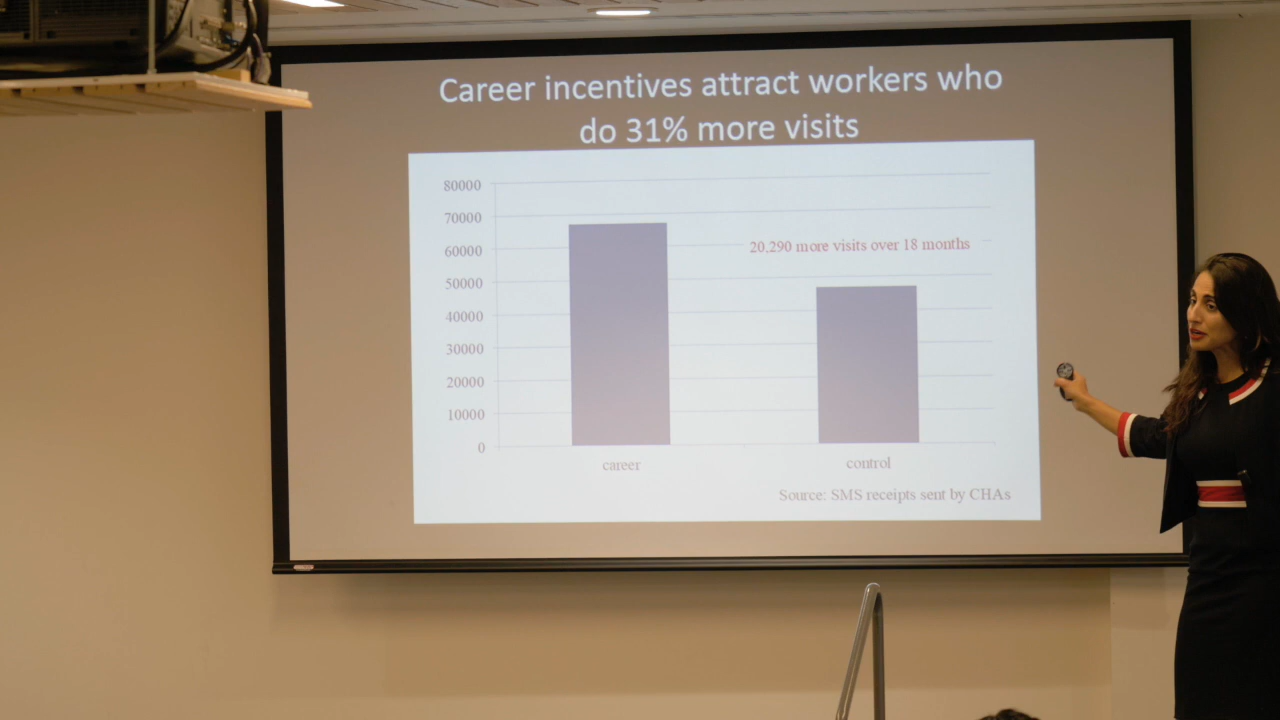 Career incentives attract workers who
do 31% more visits
80000
70000
20,290 more visits over 18 months
60000
50000
40000
30000
20000
10000
0
career
control
Source: SMS receipts sent by CHAs